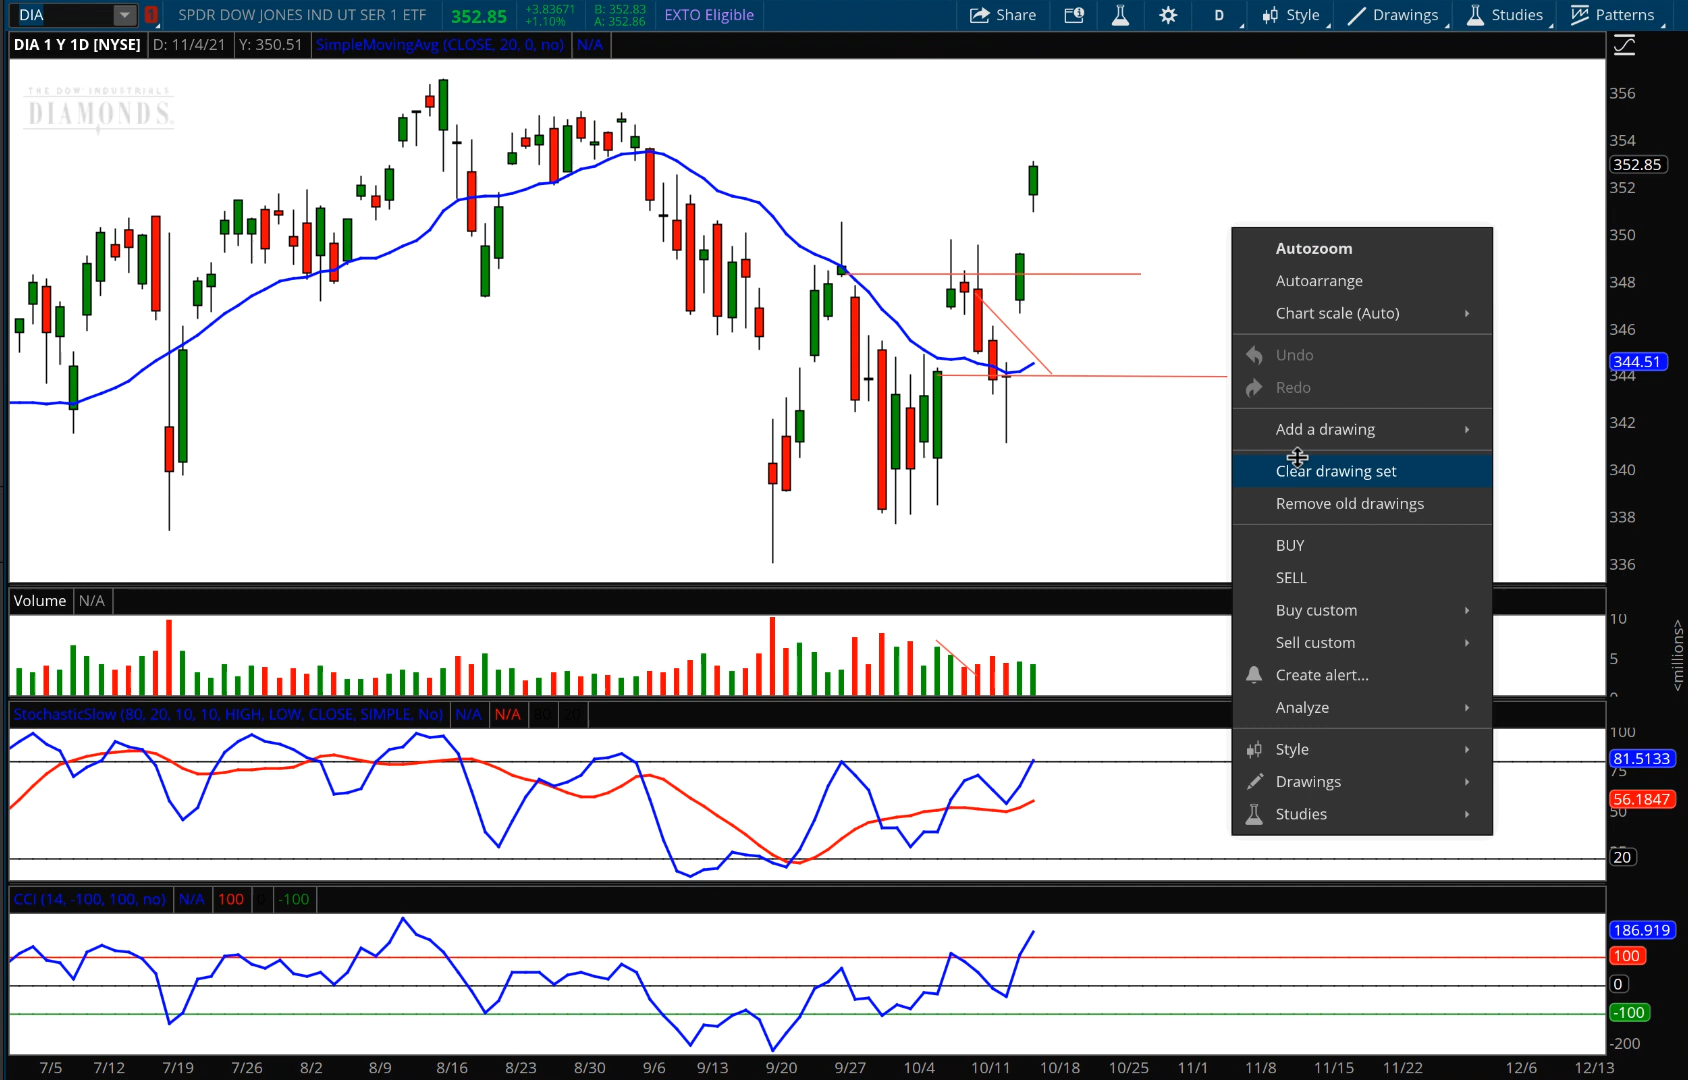 DIA 1 SPDR DOW JONES IND UT SER 1 ETF 352.85 +3.83671 +1.10% B: 352.83 A: 352.86 EXTO Eligible Share D Style Drawings Studies Patterns
DIA 1 Y 1D [NYSE] D: 11/4/21 Y: 350.51 SimpleMovingAvg (CLOSE, 20, 0, no) N/A
THE DOW INDUSTRIALS
DIAMONDS
356
354
352.85
352
350
348
346
344.51
344
342
340
338
336
Autozoom
Autoarrange
Chart scale (Auto)
Undo
Redo
Add a drawing
Clear drawing set
Remove old drawings
BUY
SELL
Buy custom
Sell custom
Create alert...
Analyze
Style
Drawings
Studies
Volume N/A
10
5
0
<millions>
StochasticSlow (80, 20, 10, 10, HIGH, LOW, CLOSE, SIMPLE, No) N/A N/A 80 20
100
81.5133
75
56.1847
50
20
CCI (14, -100, 100, no) N/A 100 0 -100
186.919
100
0
-100
-200
7/5 7/12 7/19 7/26 8/2 8/9 8/16 8/23 8/30 9/6 9/13 9/20 9/27 10/4 10/11 10/18 10/25 11/1 11/8 11/15 11/22 12/6 12/13